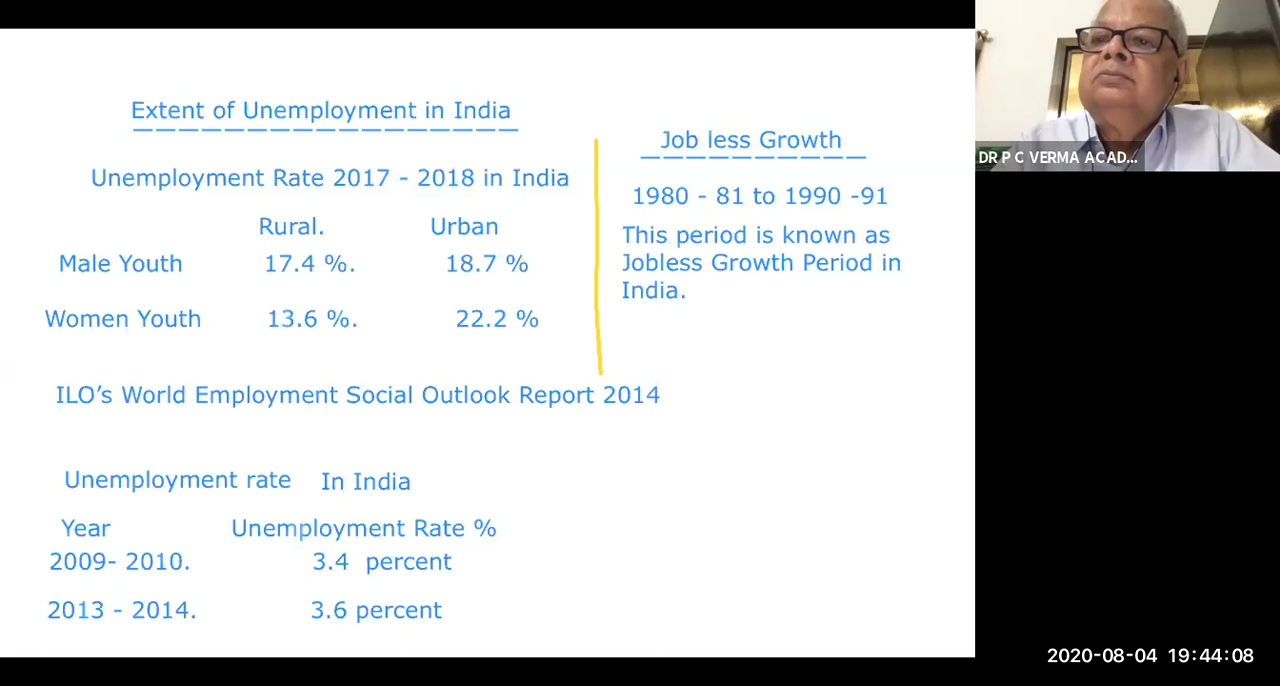 Extent of Unemployment in India
Unemployment Rate 2017 - 2018 in India
Rural. Urban
Male Youth 17.4 %. 18.7 %
Women Youth 13.6 %. 22.2 %
Job less Growth
1980 - 81 to 1990 -91
This period is known as
Jobless Growth Period in
India.
ILO’s World Employment Social Outlook Report 2014
Unemployment rate In India
Year Unemployment Rate %
2009- 2010. 3.4 percent
2013 - 2014. 3.6 percent
DR P C VERMA ACAD...
2020-08-04 19:44:08